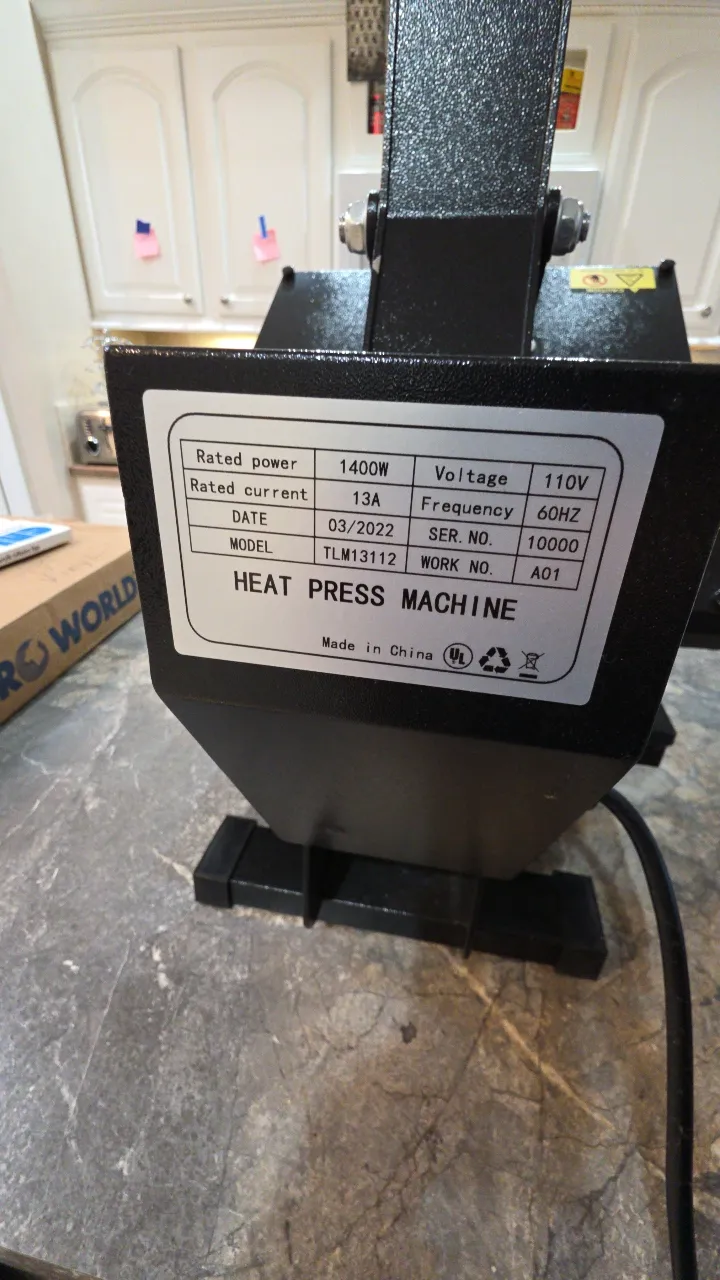 Rated power 1400W Voltage 110V
Rated current 13A Frequency 60HZ
DATE 03/2022 SER. NO. 10000
MODEL TLM13112 WORK NO. A01
HEAT PRESS MACHINE
Made in China UL
WORLD